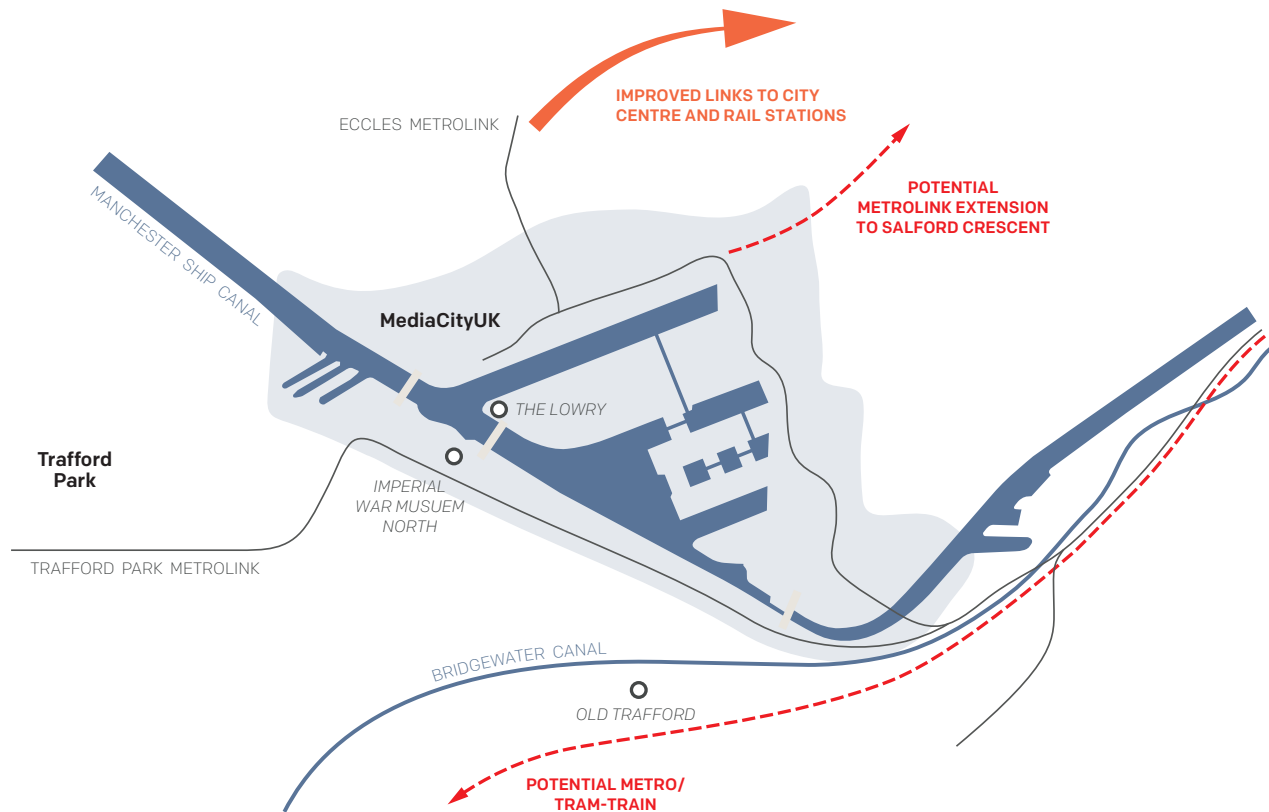 IMPROVED LINKS TO CITY
CENTRE AND RAIL STATIONS
ECCLES METROLINK
POTENTIAL
METROLINK EXTENSION
TO SALFORD CRESCENT
MANCHESTER SHIP CANAL
MediaCityUK
THE LOWRY
Trafford
Park
IMPERIAL
WAR MUSUEM
NORTH
TRAFFORD PARK METROLINK
BRIDGEWATER CANAL
OLD TRAFFORD
POTENTIAL METRO/
TRAM-TRAIN